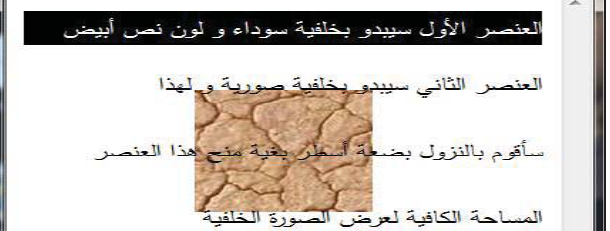 العنصر الأول سيبدو بخلفية سوداء و لون نص أبيض
العنصر الثاني سيبدو بخلفية صورية و لهذا
سأقوم بالنزول بضعة أسطر بغية منح هذا العنصر
المساحة الكافية لعرض الصورة الخلفية